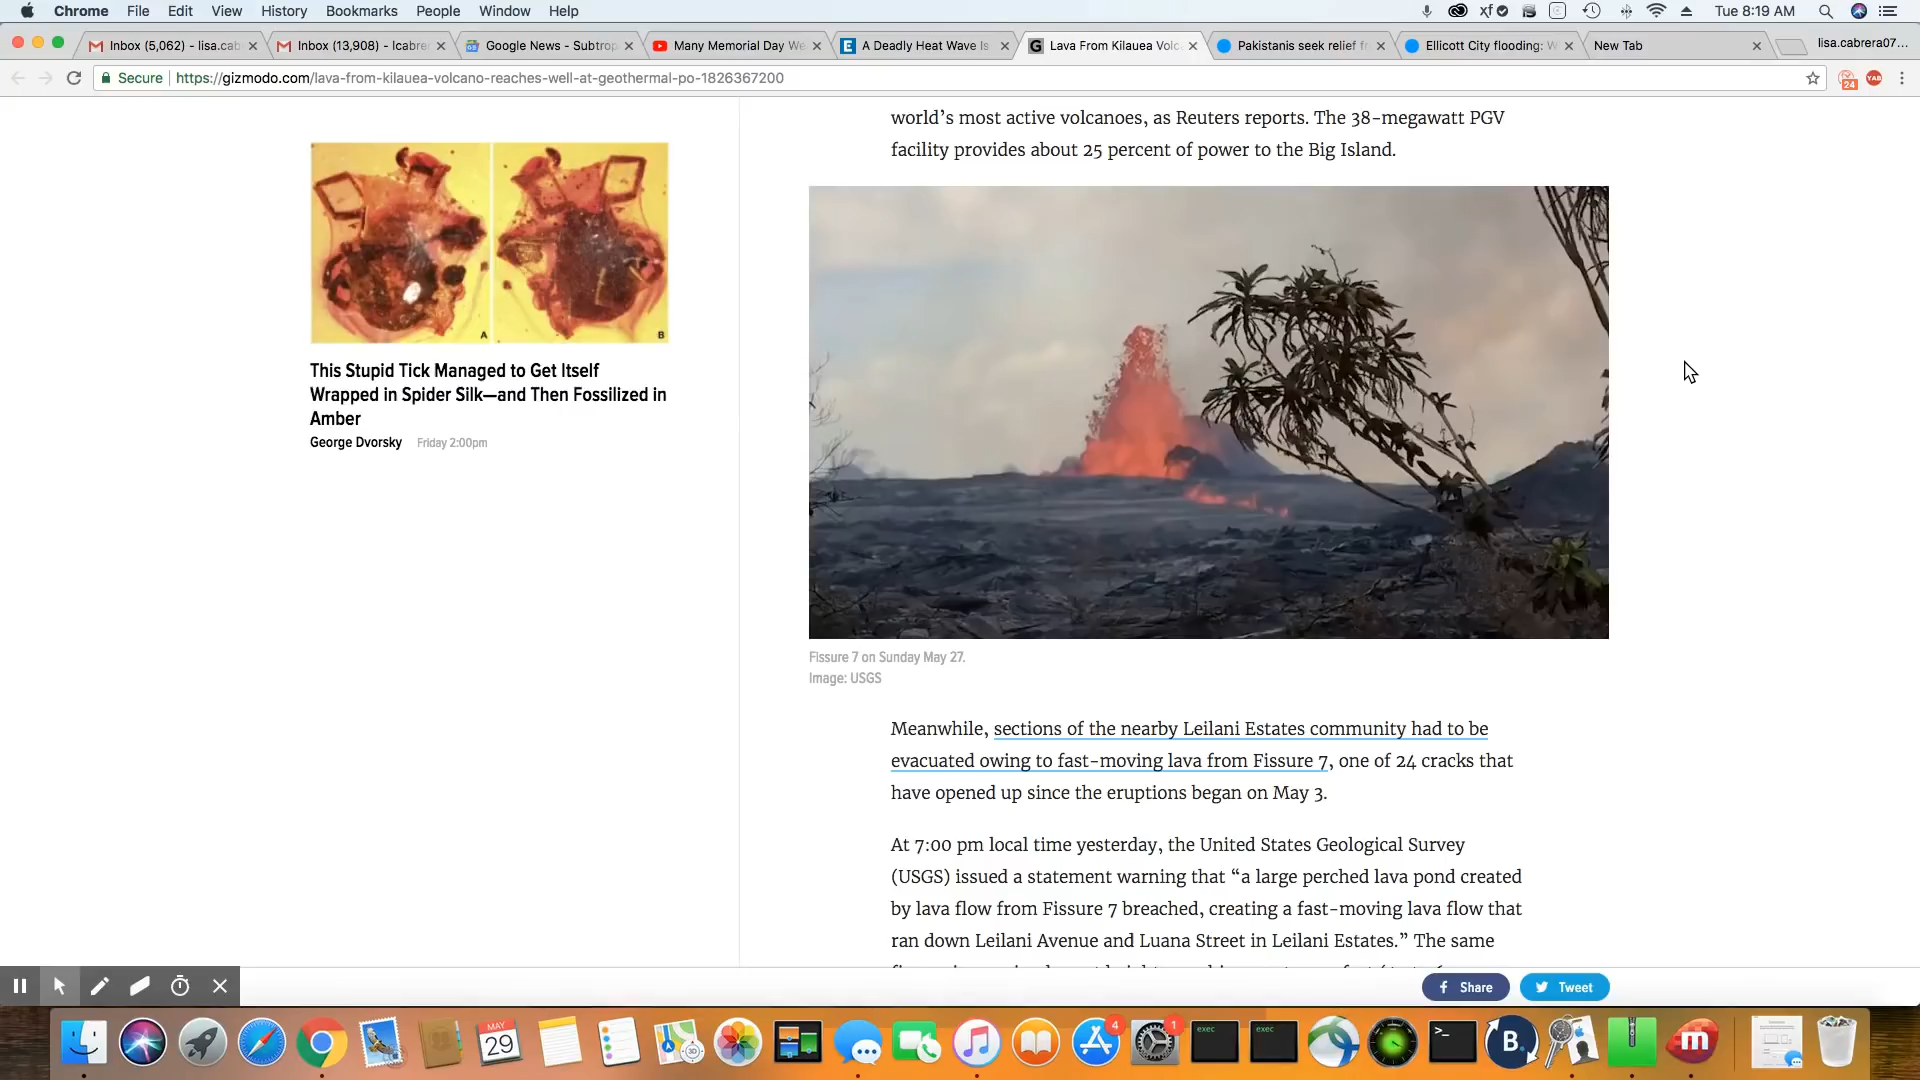 Chrome File Edit View History Bookmarks People Window Help
Tue 8:19 AM
Inbox (5,062) - lisa.cab
Inbox (13,908) - lcabre
Google News - Subtrop
Many Memorial Day We
A Deadly Heat Wave Is
Lava From Kilauea Volc
Pakistanis seek relief f
Ellicott City flooding: W
New Tab
lisa.cabrera07...
Secure
https://gizmodo.com/lava-from-kilauea-volcano-reaches-well-at-geothermal-po-1826367200
24
YAB
A
B
This Stupid Tick Managed to Get Itself
Wrapped in Spider Silk—and Then Fossilized in
Amber
George Dvorsky Friday 2:00pm
world’s most active volcanoes, as Reuters reports. The 38-megawatt PGV
facility provides about 25 percent of power to the Big Island.
Fissure 7 on Sunday May 27.
Image: USGS
Meanwhile, sections of the nearby Leilani Estates community had to be
evacuated owing to fast-moving lava from Fissure 7, one of 24 cracks that
have opened up since the eruptions began on May 3.
At 7:00 pm local time yesterday, the United States Geological Survey
(USGS) issued a statement warning that “a large perched lava pond created
by lava flow from Fissure 7 breached, creating a fast-moving lava flow that
ran down Leilani Avenue and Luana Street in Leilani Estates.” The same
Share
Tweet
MAY
29
3D
4
1
exec
exec
>_
B.
m